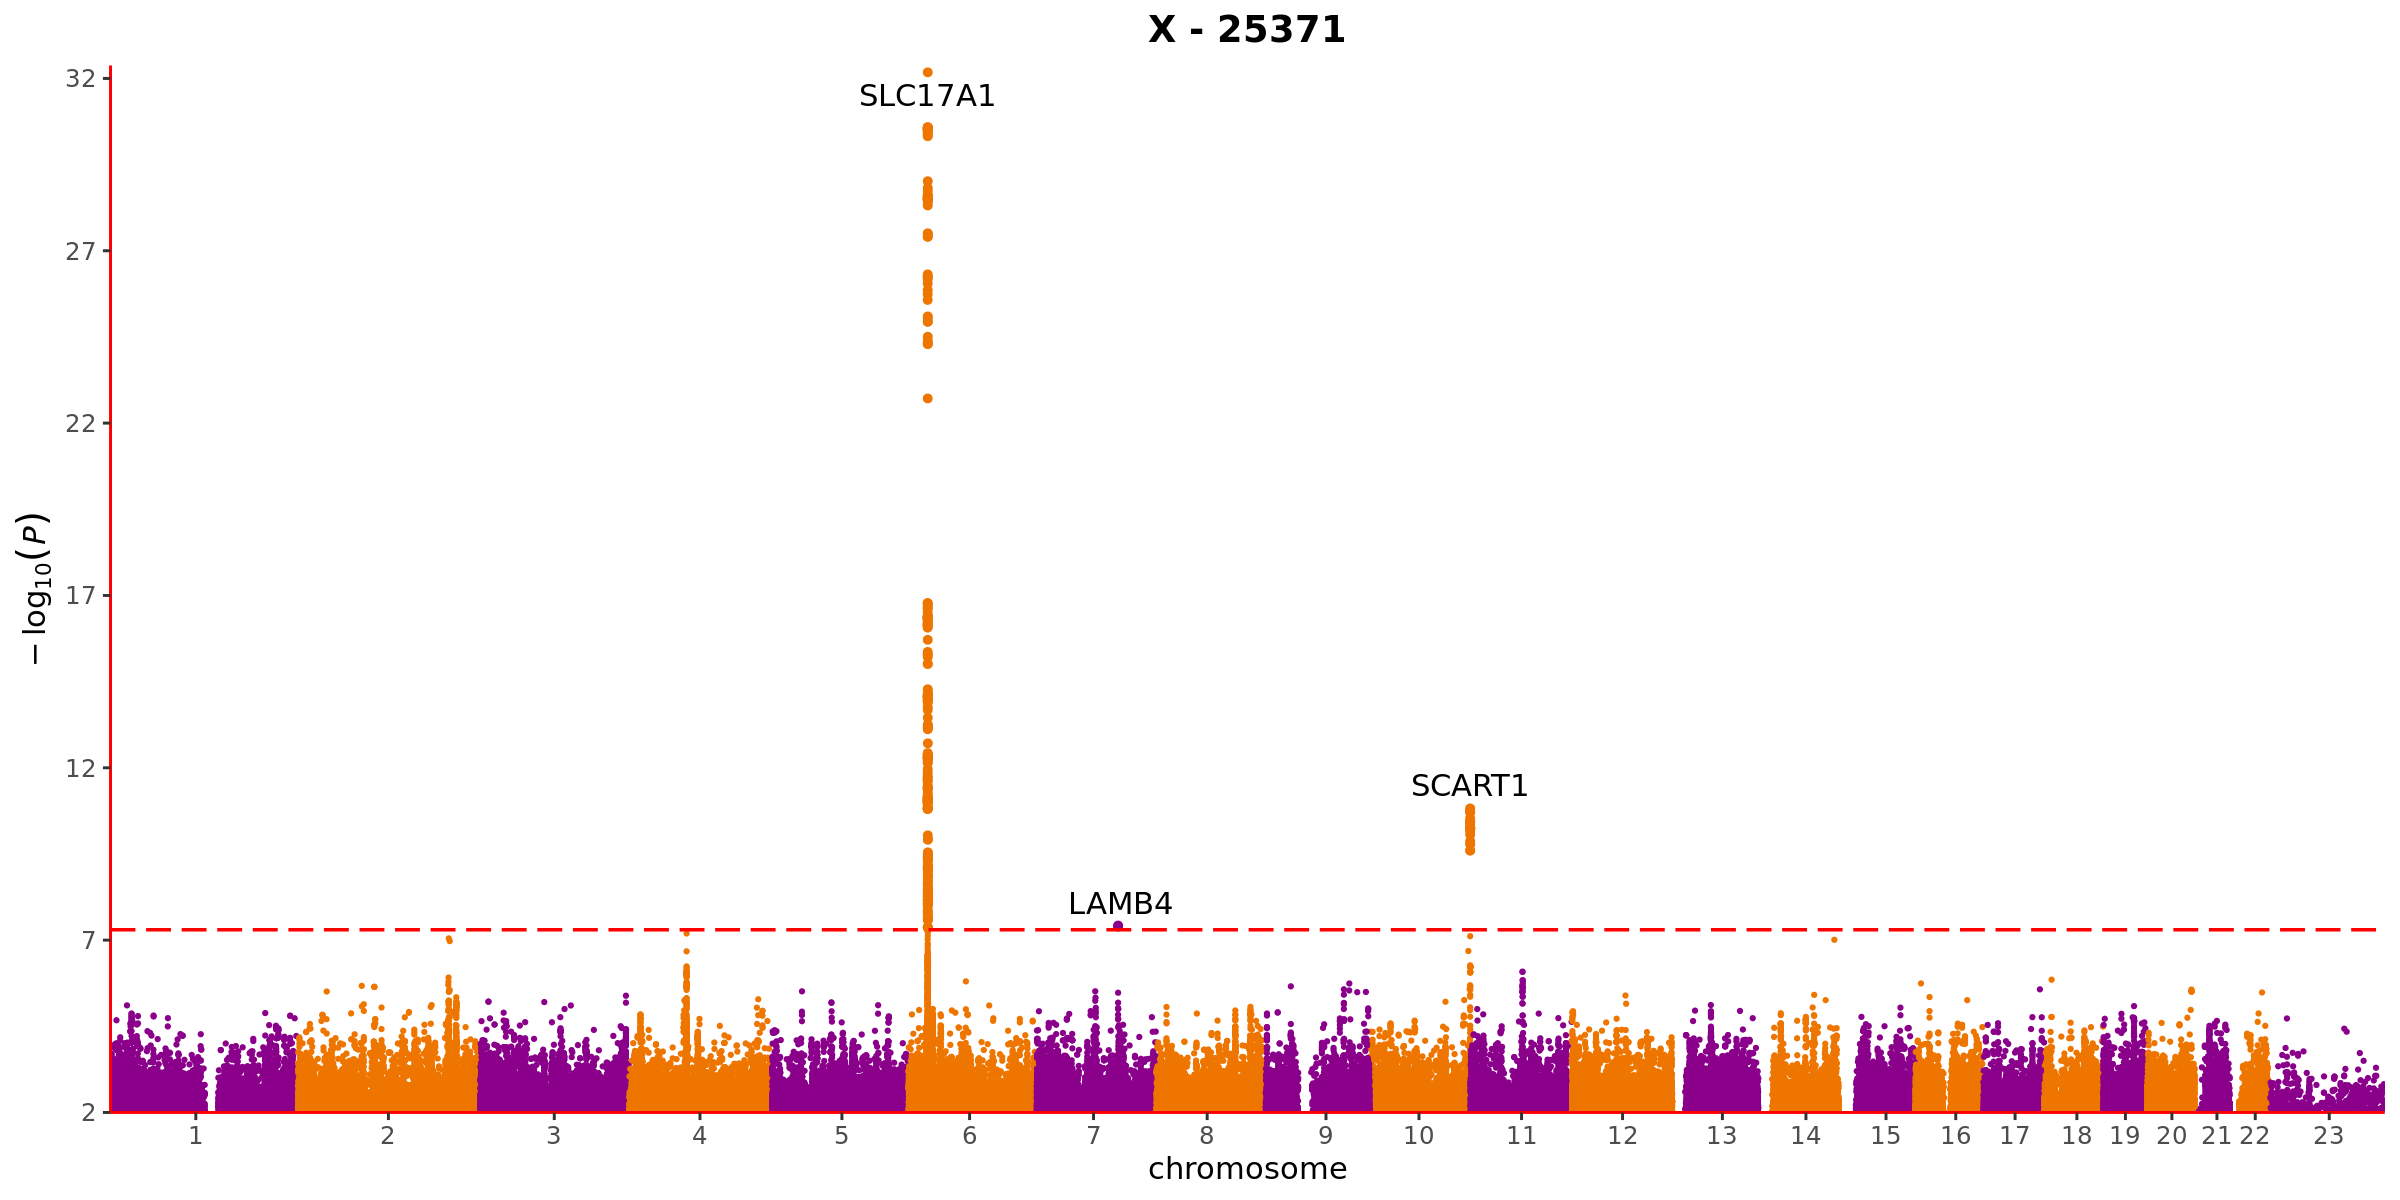 X - 25371
32
SLC17A1
27
22
− log10(P)
17
12
SCART1
LAMB4
7
2
1 2 3 4 5 6 7 8 9 10 11 12 13 14 15 16 17 18 19 20 21 22 23
chromosome